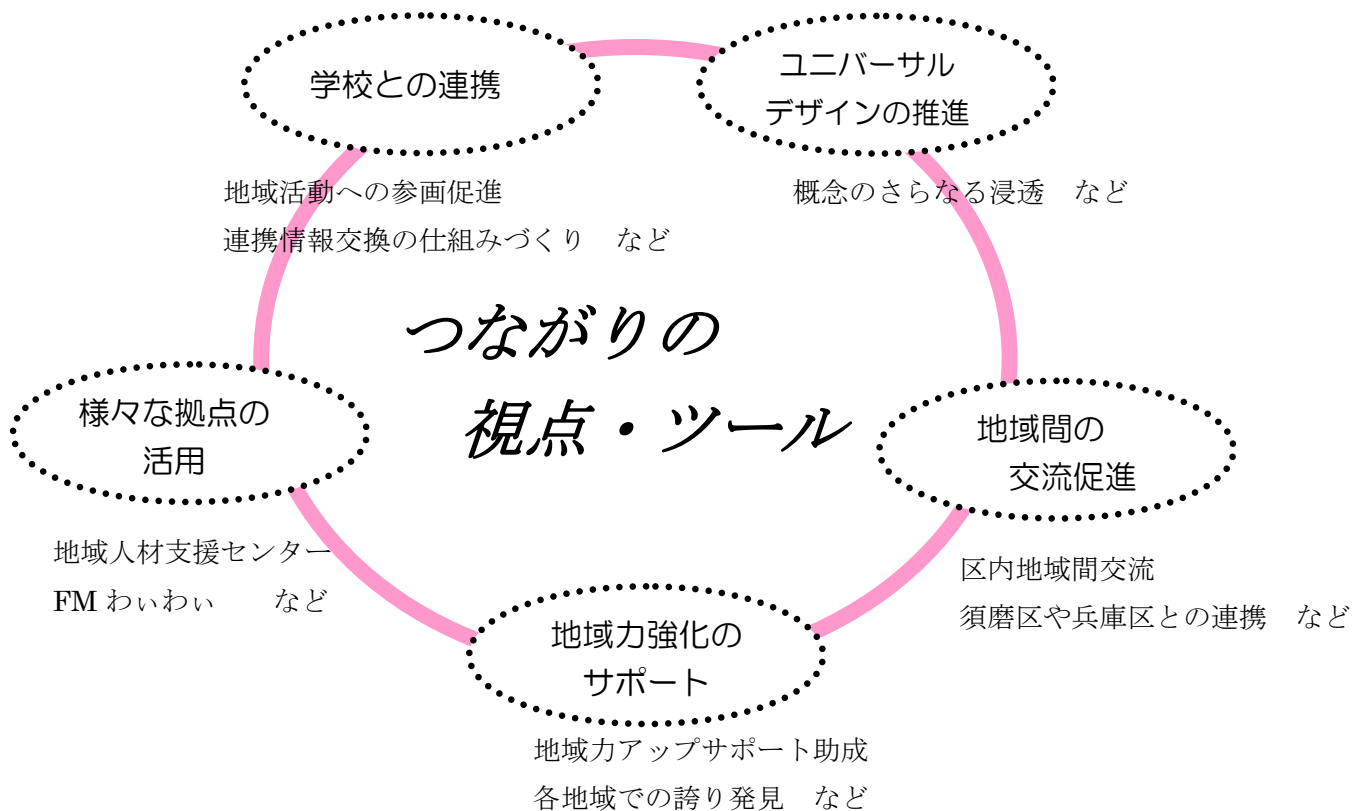 学校との連携
ユニバーサル
デザインの推進
地域活動への参画促進
連携情報交換の仕組みづくり　など
概念のさらなる浸透　など
つながりの
視点・ツール
様々な拠点の
活用
地域間の
交流促進
地域人材支援センター
FM わぃわぃ　　など
区内地域間交流
須磨区や兵庫区との連携　など
地域力強化の
サポート
地域力アップサポート助成
各地域での誇り発見　など